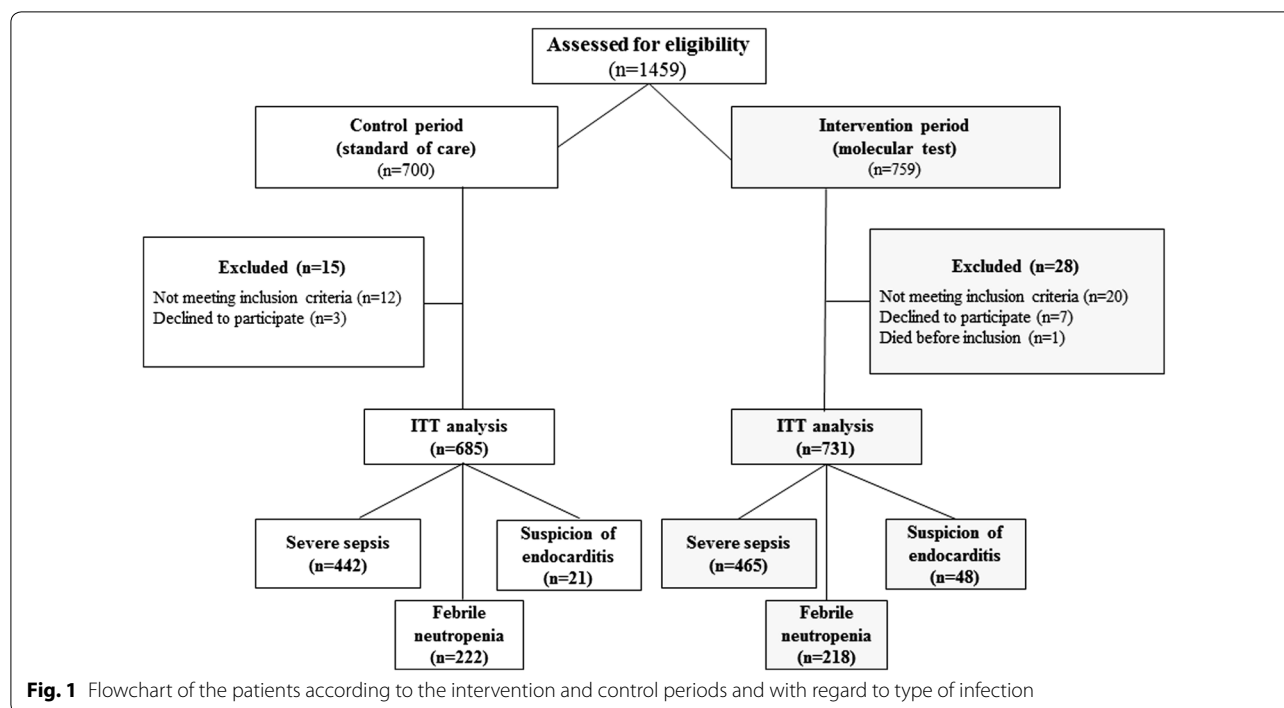 Assessed for eligibility
(n=1459)
Control period
(standard of care)
(n=700)
Intervention period
(molecular test)
(n=759)
Excluded (n=15)
Not meeting inclusion criteria (n=12)
Declined to participate (n=3)
Excluded (n=28)
Not meeting inclusion criteria (n=20)
Declined to participate (n=7)
Died before inclusion (n=1)
ITT analysis
(n=685)
ITT analysis
(n=731)
Severe sepsis
(n=442)
Suspicion of
endocarditis
(n=21)
Febrile
neutropenia
(n=222)
Severe sepsis
(n=465)
Suspicion of
endocarditis
(n=48)
Febrile
neutropenia
(n=218)
Fig. 1 Flowchart of the patients according to the intervention and control periods and with regard to type of infection